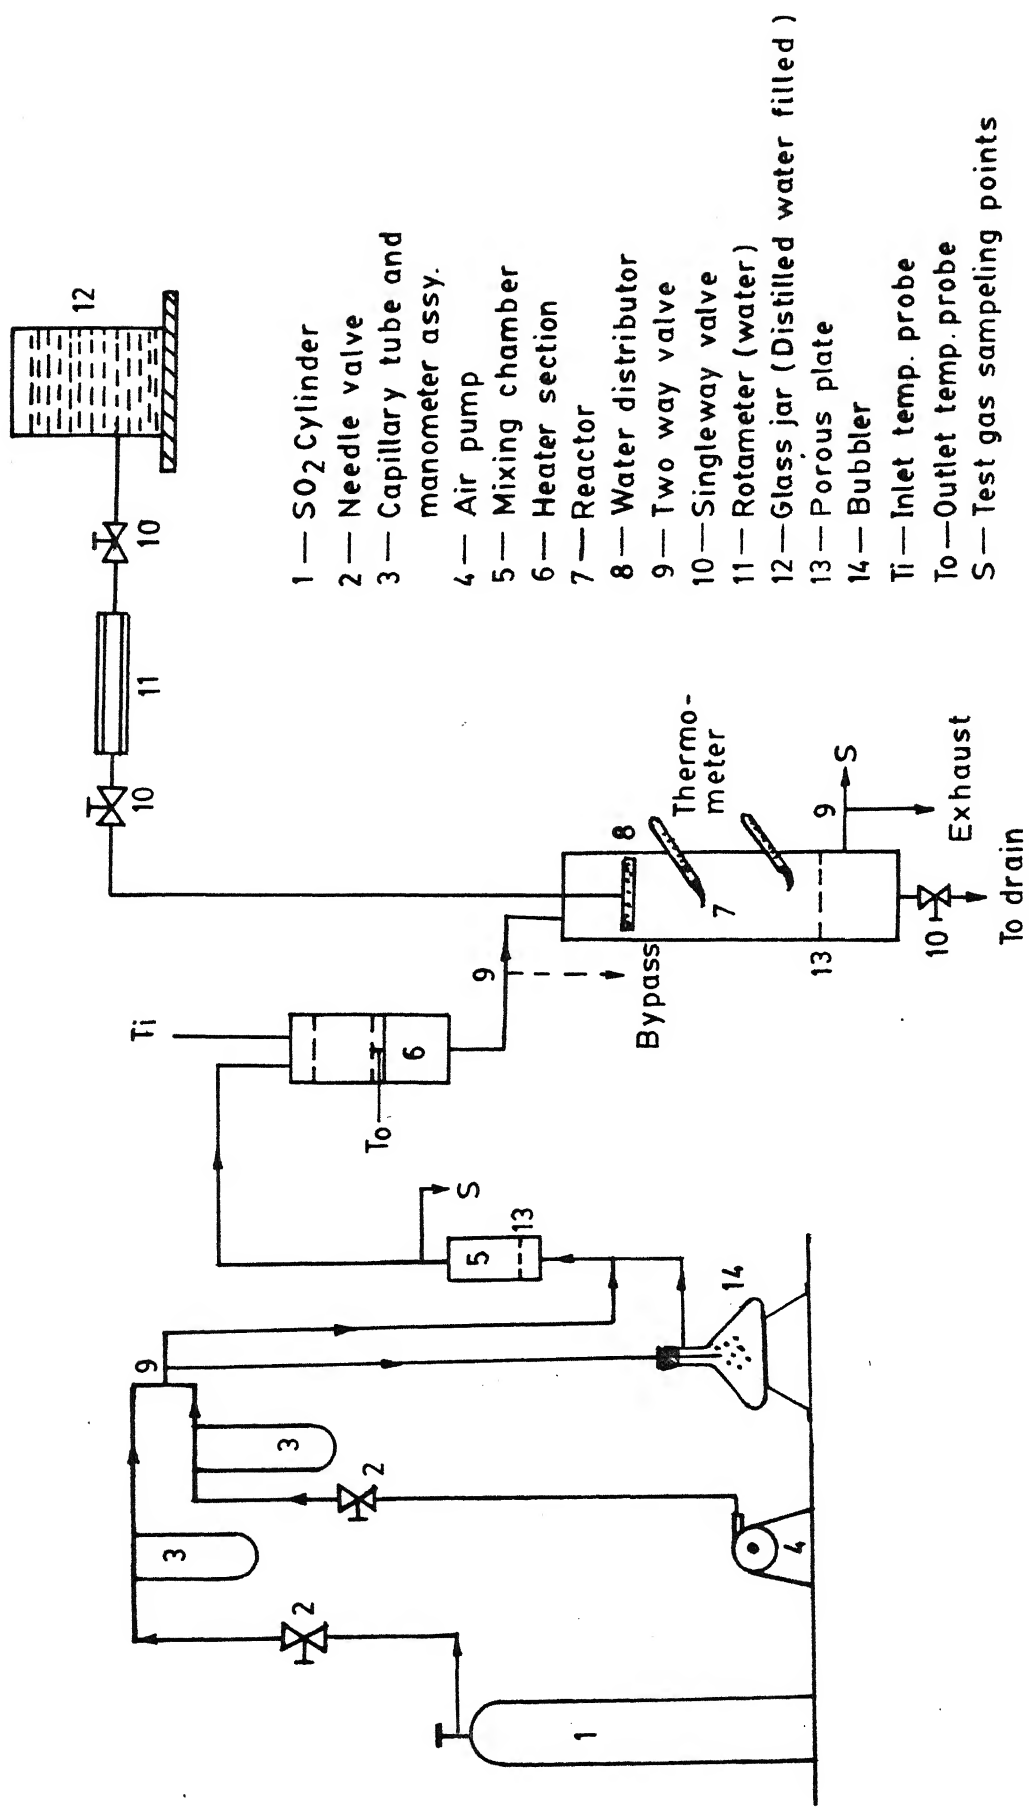 12
10
11
10
1 — SO2 Cylinder
2 — Needle valve
3 — Capillary tube and
manometer assy.
4 — Air pump
5 — Mixing chamber
6 — Heater section
7 — Reactor
8 — Water distributor
9 — Two way valve
10 — Singleway valve
11 — Rotameter (water)
12 — Glass jar (Distilled water filled)
13 — Porous plate
14 — Bubbler
Ti — Inlet temp. probe
To — Outlet temp. probe
S — Test gas sampeling points
Ti
To
6
9
Bypass
8
7
Thermo-
meter
13
9
S
Exhaust
10
To drain
S
5
13
14
9
3
3
2
2
4
1